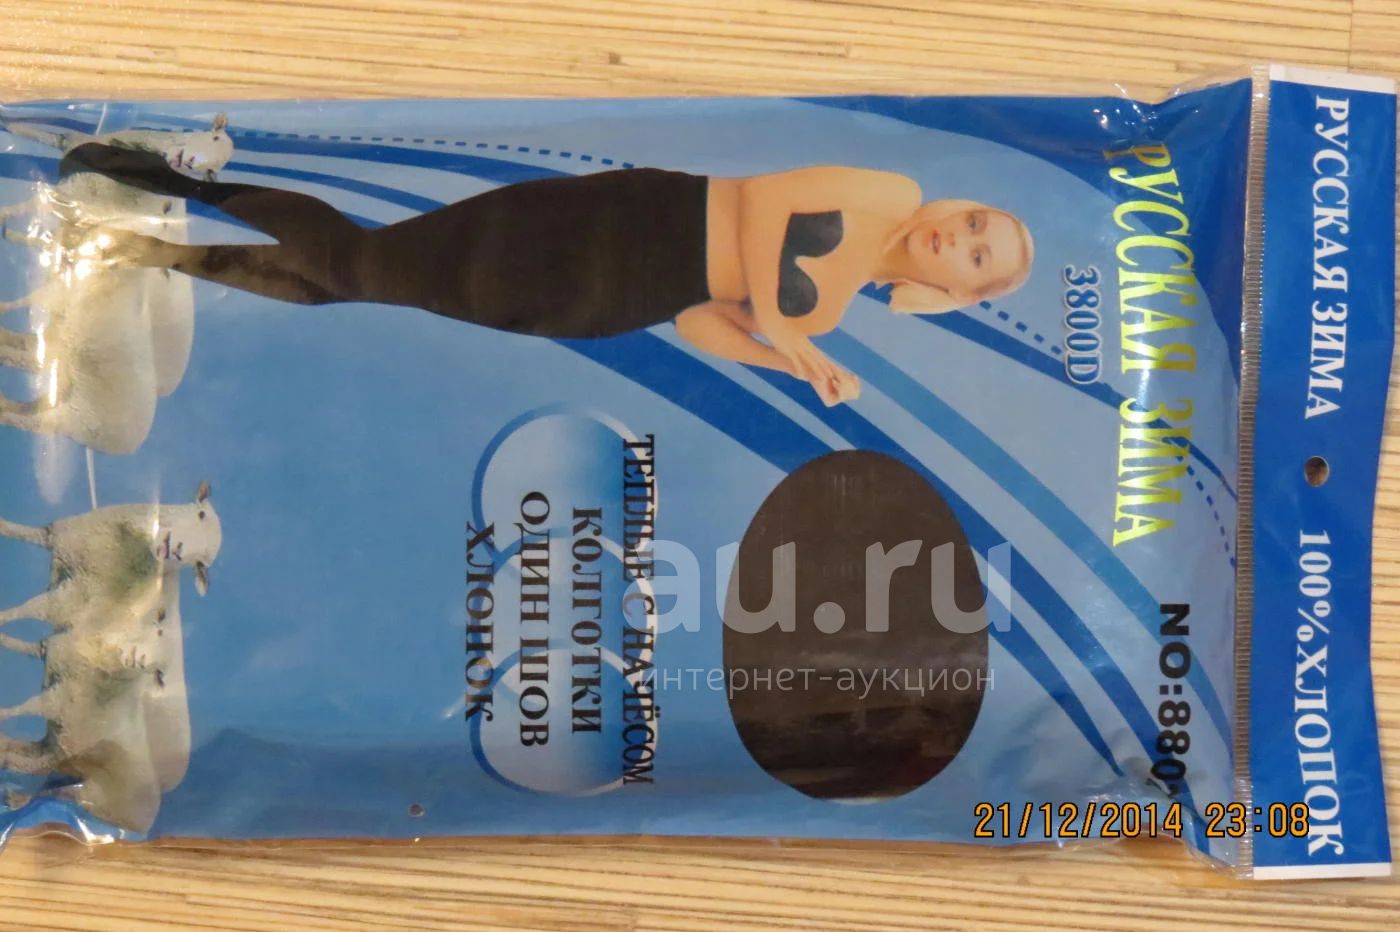 РУССКАЯ ЗИМА 100%ХЛОПОК
РУССКАЯ ЗИМА
NO:880
3800D
ТЕПЛЫЕ С НАЧЁСОМ
КОЛГОТКИ
ОДИН ШОВ
ХЛОПОК
au.ru
интернет-аукцион
21/12/2014 23:08